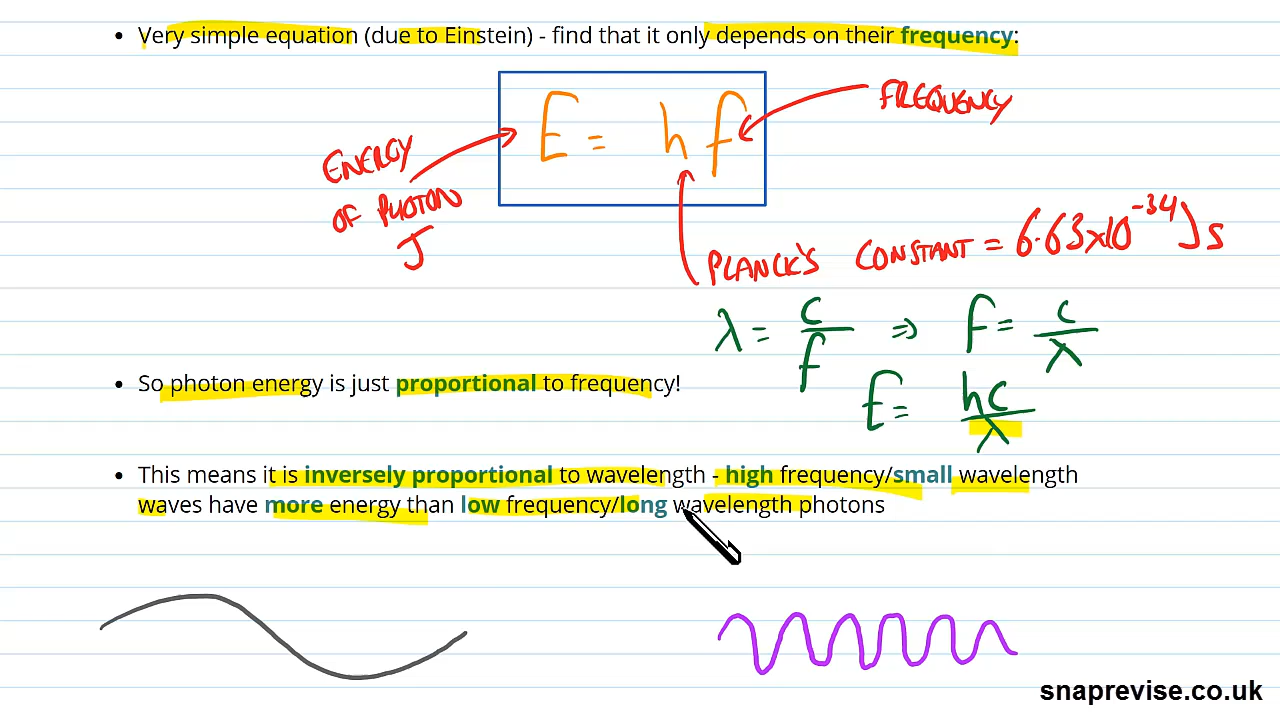 • Very simple equation (due to Einstein) - find that it only depends on their frequency:
E = hf
FREQUENCY
ENERGY
OF PHOTON
J
PLANCK'S CONSTANT = 6.63x10^-34 Js
λ = c/f ⇒ f = c/λ
• So photon energy is just proportional to frequency!
E = hc/λ
• This means it is inversely proportional to wavelength - high frequency/small wavelength
waves have more energy than low frequency/long wavelength photons
snaprevise.co.uk